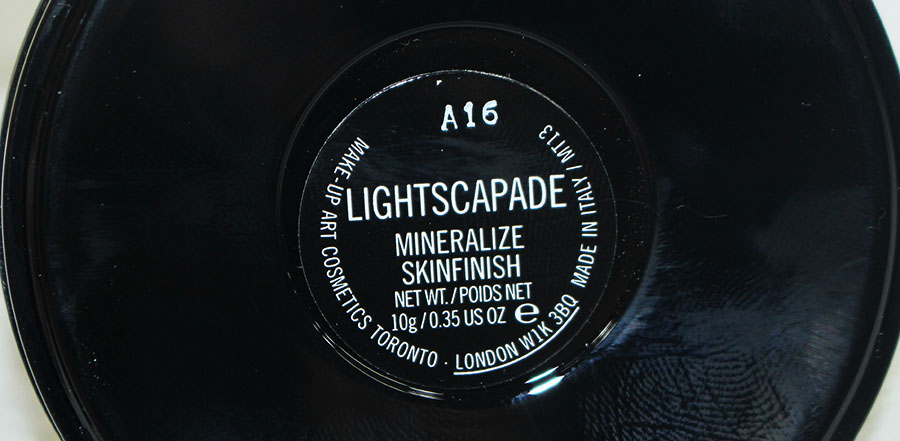 A16
LIGHTSCAPADE
MINERALIZE
SKINFINISH
NET WT./POIDS NET
10g/0.35 US OZ e
MAKE-UP ART COSMETICS TORONTO · LONDON W1K 3BQ MADE IN ITALY / MT13